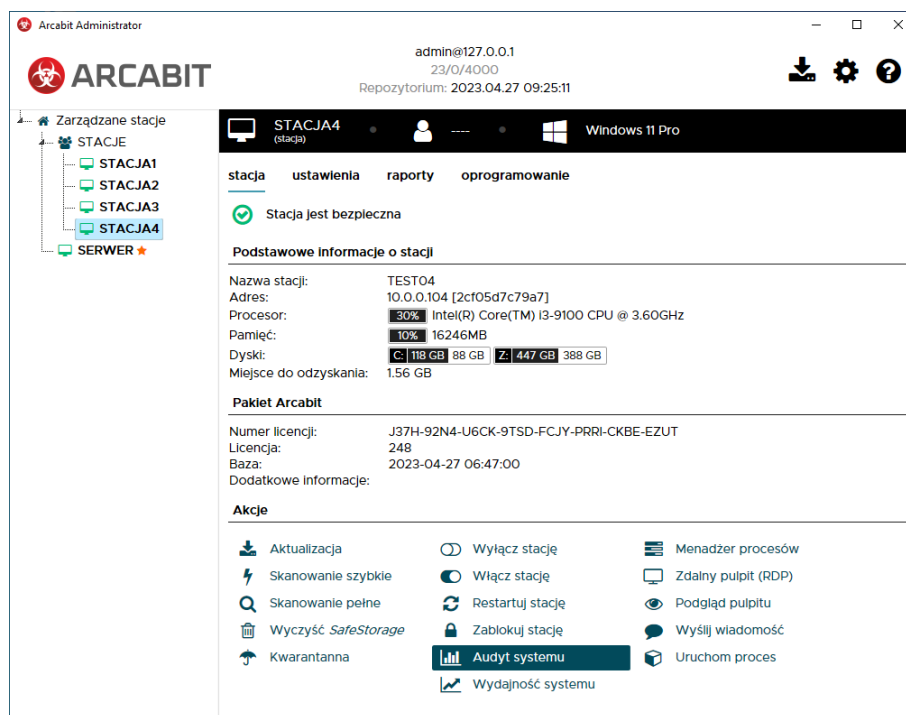 Arcabit Administrator
ARCABIT
admin@127.0.0.1
23/0/4000
Repozytorium: 2023.04.27 09:25:11
Zarządzane stacje
STACJE
STACJA1
STACJA2
STACJA3
STACJA4
SERWER
STACJA4
(stacja)
----
Windows 11 Pro
stacja ustawienia raporty oprogramowanie
Stacja jest bezpieczna
Podstawowe informacje o stacji
Nazwa stacji: TEST04
Adres: 10.0.0.104 [2cf05d7c79a7]
Procesor: 30% Intel(R) Core(TM) i3-9100 CPU @ 3.60GHz
Pamięć: 10% 16246MB
Dyski: C: 118 GB 88 GB Z: 447 GB 388 GB
Miejsce do odzyskania: 1.56 GB
Pakiet Arcabit
Numer licencji: J37H-92N4-U6CK-9TSD-FCJY-PRRI-CKBE-EZUT
Licencja: 248
Baza: 2023-04-27 06:47:00
Dodatkowe informacje:
Akcje
Aktualizacja Wyłącz stację Menadżer procesów
Skanowanie szybkie Włącz stację Zdalny pulpit (RDP)
Skanowanie pełne Restartuj stację Podgląd pulpitu
Wyczyść SafeStorage Zablokuj stację Wyślij wiadomość
Kwarantanna Audyt systemu Uruchom proces
Wydajność systemu